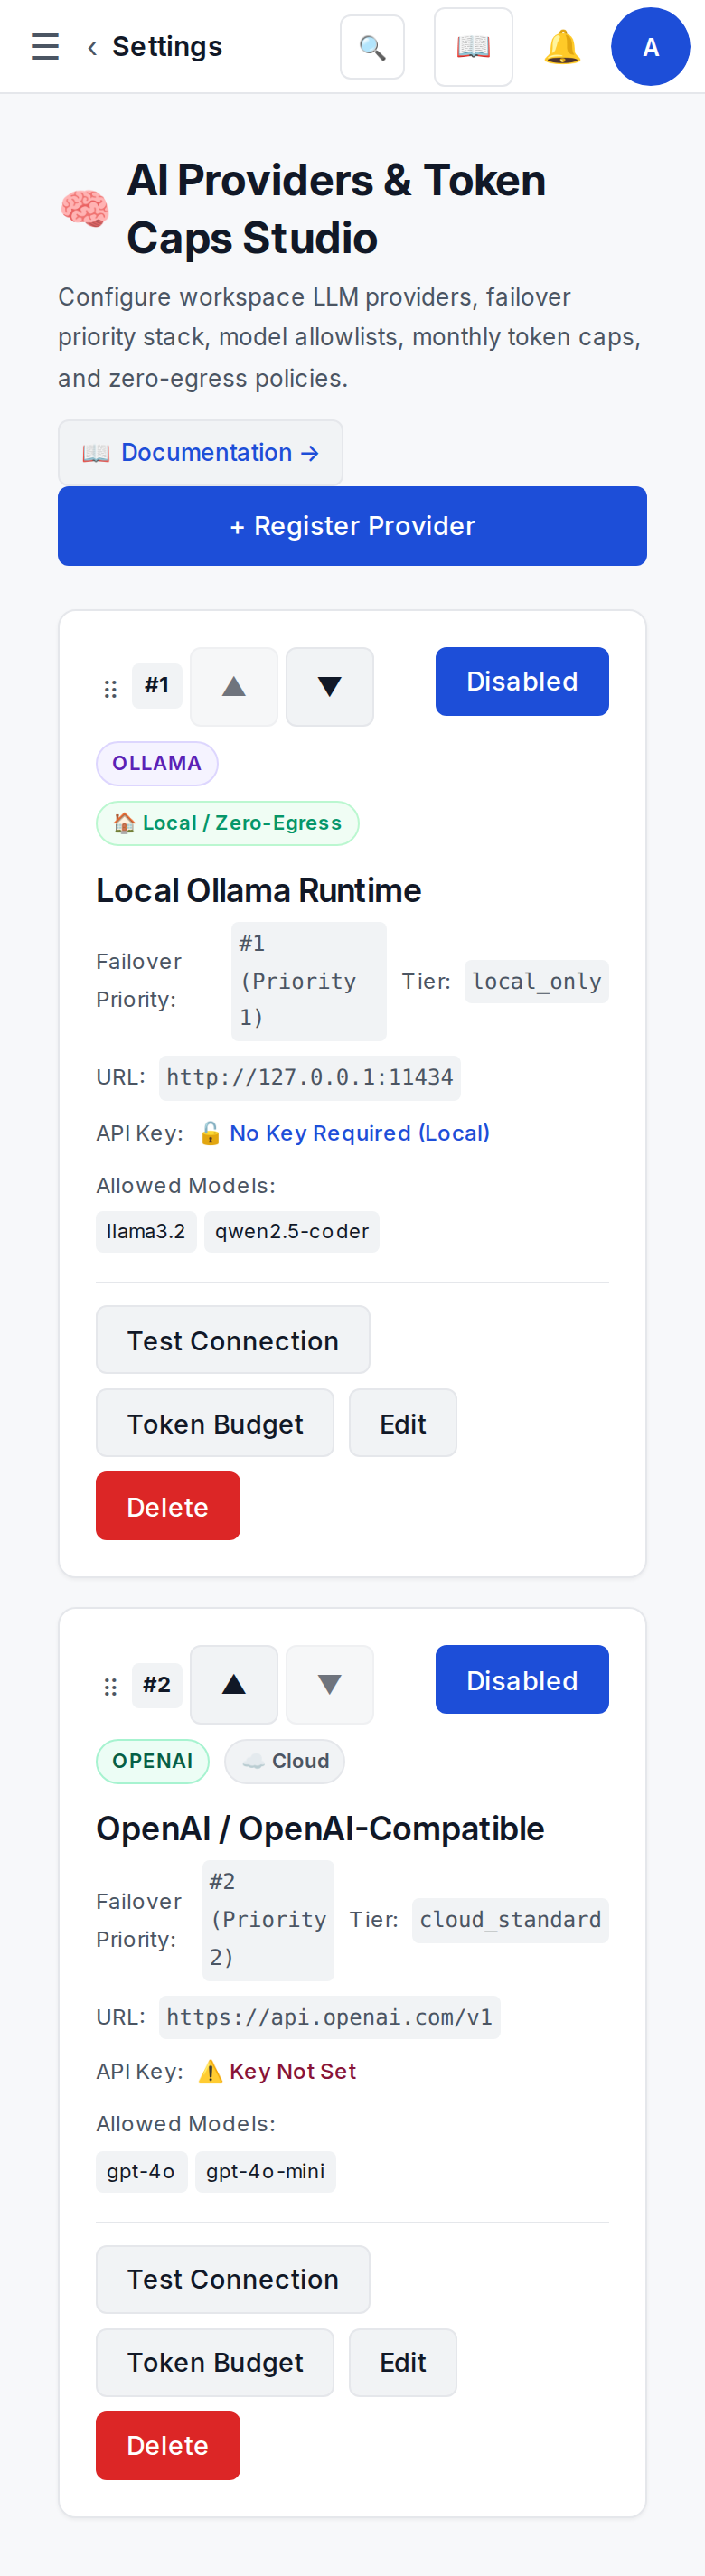 ☰ ‹ Settings 🔍 📖 🔔 A
🧠 AI Providers & Token
Caps Studio
Configure workspace LLM providers, failover
priority stack, model allowlists, monthly token caps,
and zero-egress policies.
📖 Documentation →
+ Register Provider
⠿ #1 ▲ ▼ Disabled
OLLAMA
🏠 Local / Zero-Egress
Local Ollama Runtime
Failover
Priority:
#1
(Priority
1)
Tier: local_only
URL: http://127.0.0.1:11434
API Key: 🔓 No Key Required (Local)
Allowed Models:
llama3.2 qwen2.5-coder
Test Connection
Token Budget Edit
Delete
⠿ #2 ▲ ▼ Disabled
OPENAI ☁️ Cloud
OpenAI / OpenAI-Compatible
Failover
Priority:
#2
(Priority
2)
Tier: cloud_standard
URL: https://api.openai.com/v1
API Key: ⚠️ Key Not Set
Allowed Models:
gpt-4o gpt-4o-mini
Test Connection
Token Budget Edit
Delete